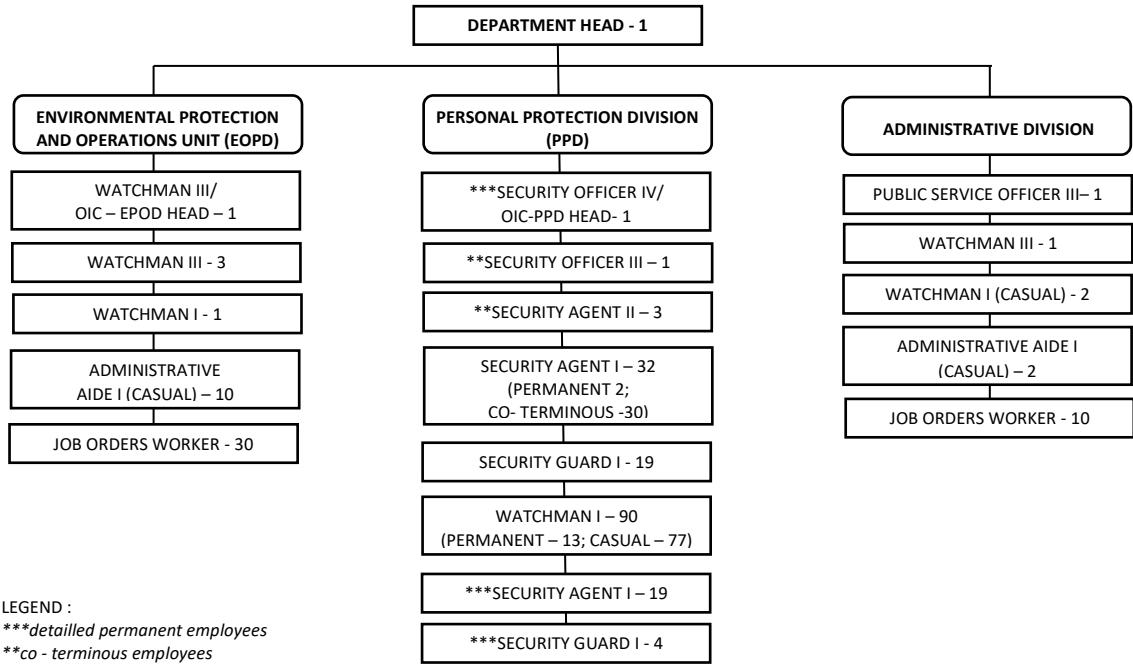 DEPARTMENT HEAD - 1
ENVIRONMENTAL PROTECTION
AND OPERATIONS UNIT (EOPD)
WATCHMAN III/
OIC – EPOD HEAD – 1
WATCHMAN III - 3
WATCHMAN I - 1
ADMINISTRATIVE
AIDE I (CASUAL) – 10
JOB ORDERS WORKER - 30
PERSONAL PROTECTION DIVISION
(PPD)
***SECURITY OFFICER IV/
OIC-PPD HEAD- 1
**SECURITY OFFICER III – 1
**SECURITY AGENT II – 3
SECURITY AGENT I – 32
(PERMANENT 2;
CO- TERMINOUS -30)
SECURITY GUARD I - 19
WATCHMAN I – 90
(PERMANENT – 13; CASUAL – 77)
***SECURITY AGENT I – 19
***SECURITY GUARD I - 4
ADMINISTRATIVE DIVISION
PUBLIC SERVICE OFFICER III– 1
WATCHMAN III - 1
WATCHMAN I (CASUAL) - 2
ADMINISTRATIVE AIDE I
(CASUAL) – 2
JOB ORDERS WORKER - 10
LEGEND :
***detailled permanent employees
**co - terminous employees